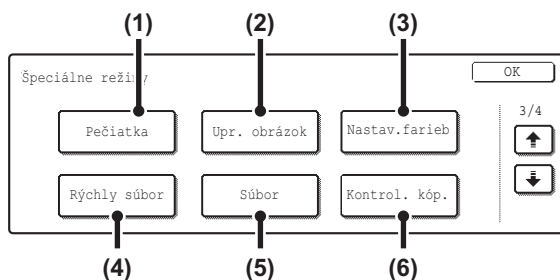 (1) (2) (3)
Špeciálne režimy
OK
3/4
Pečiatka Upr. obrázok Nastav.farieb
Rýchly súbor Súbor Kontrol. kóp.
(4) (5) (6)